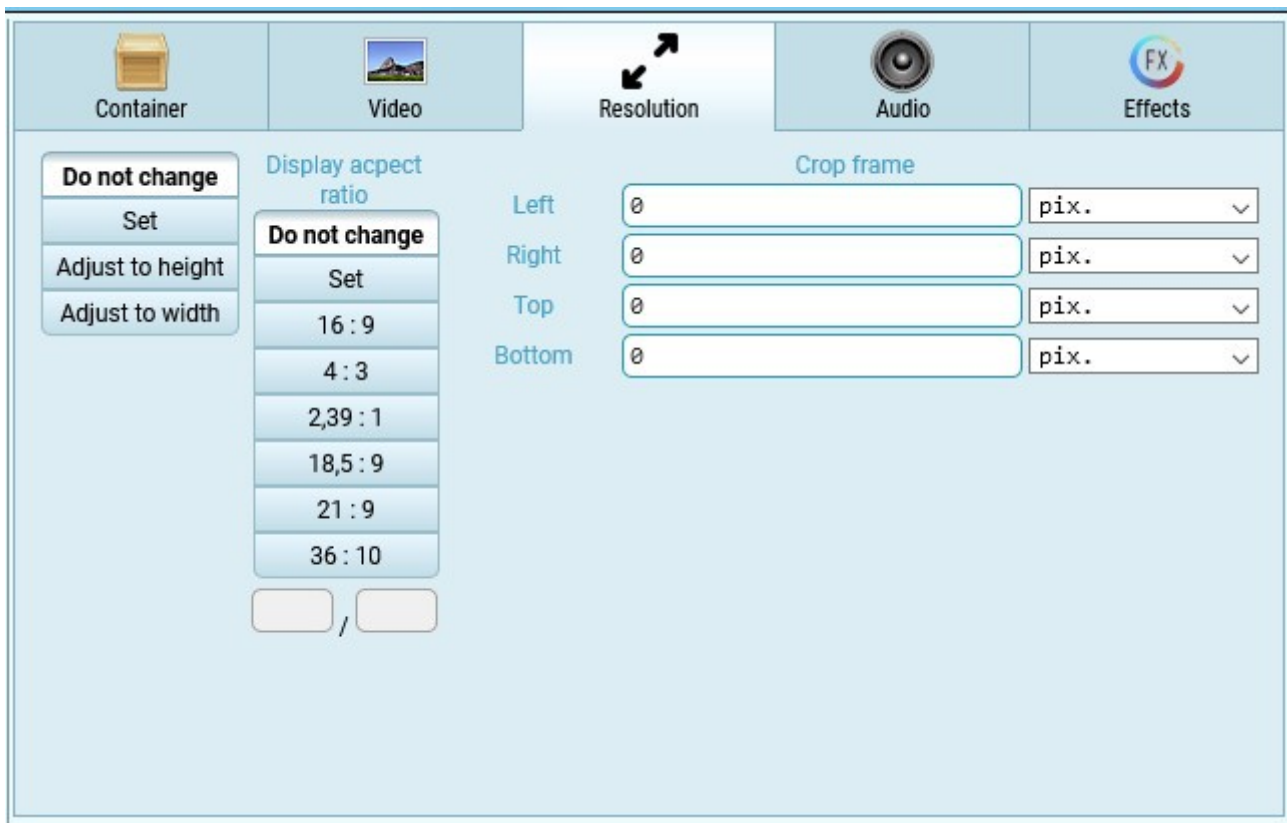 Container
Video
Resolution
Audio
FX
Effects
Do not change
Set
Adjust to height
Adjust to width
Display acpect
ratio
Do not change
Set
16 : 9
4 : 3
2,39 : 1
18,5 : 9
21 : 9
36 : 10
/
Crop frame
Left 0 pix.
Right 0 pix.
Top 0 pix.
Bottom 0 pix.